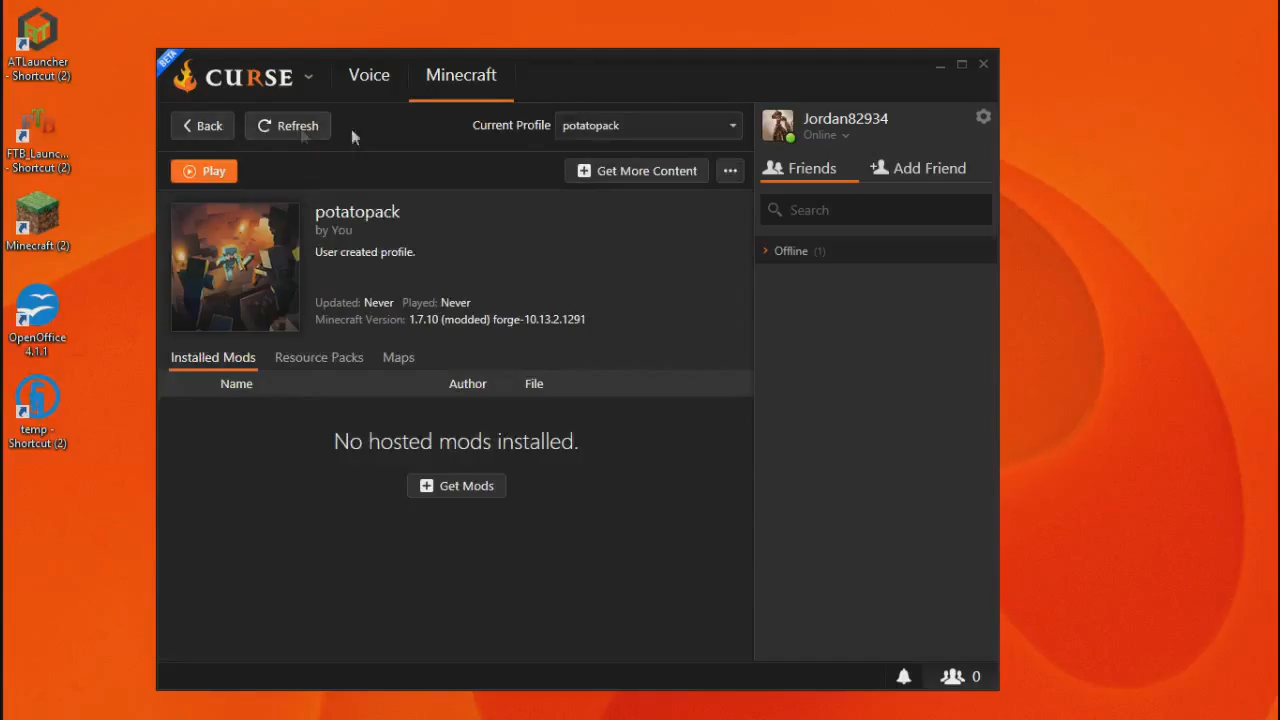 ATLauncher
- Shortcut (2)
FTB_Launc...
- Shortcut (2)
Minecraft (2)
OpenOffice
4.1.1
temp -
Shortcut (2)
BETA
CURSE
Voice
Minecraft
Back
Refresh
Current Profile
potatopack
Play
Get More Content
potatopack
by You
User created profile.
Updated: Never Played: Never
Minecraft Version: 1.7.10 (modded) forge-10.13.2.1291
Installed Mods
Resource Packs
Maps
Name
Author
File
No hosted mods installed.
Get Mods
Jordan82934
Online
Friends
Add Friend
Search
Offline (1)
0